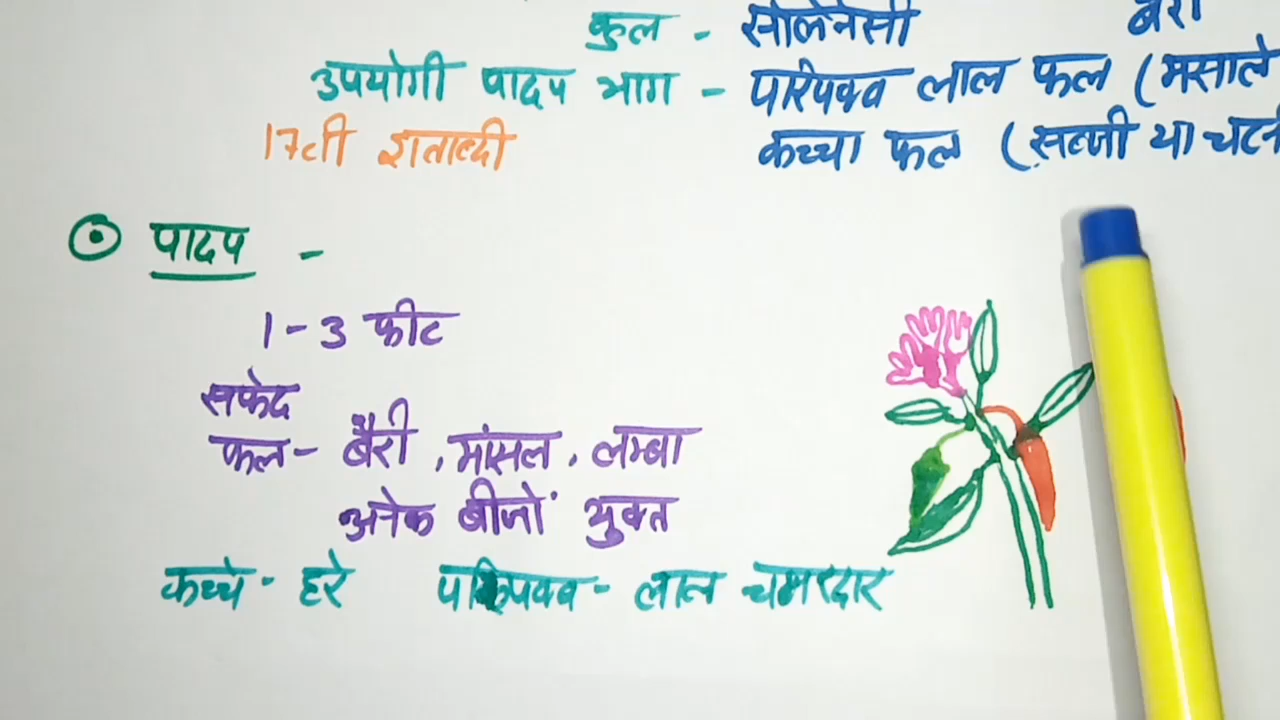 कुल - सोलेनेसी
उपयोगी पादप भाग - परिपक्व लाल फल (मसाले
17वी शताब्दी कच्चा फल (सब्जी या
पादप -
1-3 फीट
सफेद
फल - बैरी, मांसल, लम्बा
अनेक बीजों युक्त
कच्चे - हरे परिपक्व - लाल चमकदार